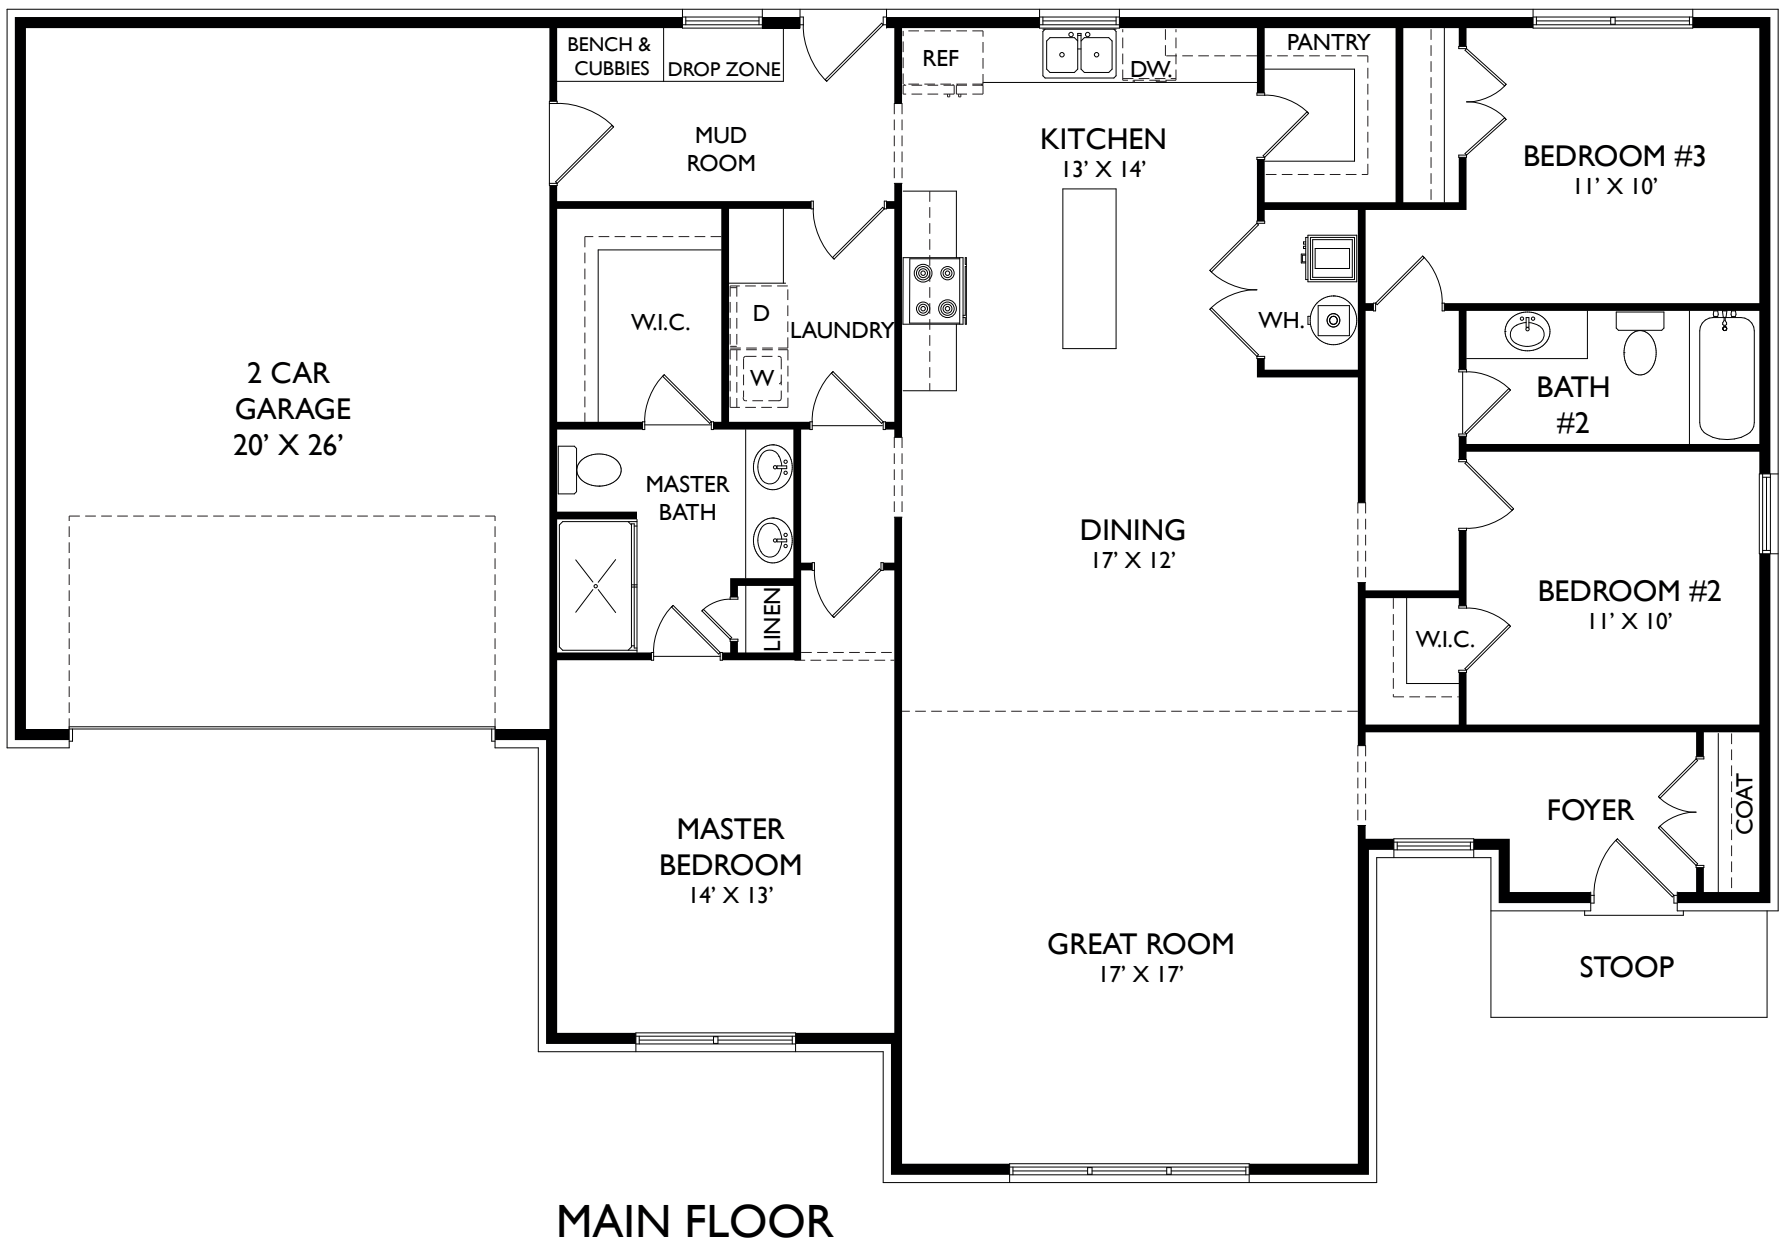 BENCH &
CUBBIES
DROP ZONE
REF
DW.
PANTRY
MUD
ROOM
KITCHEN
13' X 14'
BEDROOM #3
11' X 10'
W.I.C.
D
LAUNDRY
W
WH.
2 CAR
GARAGE
20' X 26'
BATH
#2
MASTER
BATH
DINING
17' X 12'
LINEN
BEDROOM #2
11' X 10'
W.I.C.
MASTER
BEDROOM
14' X 13'
FOYER
COAT
GREAT ROOM
17' X 17'
STOOP
MAIN FLOOR